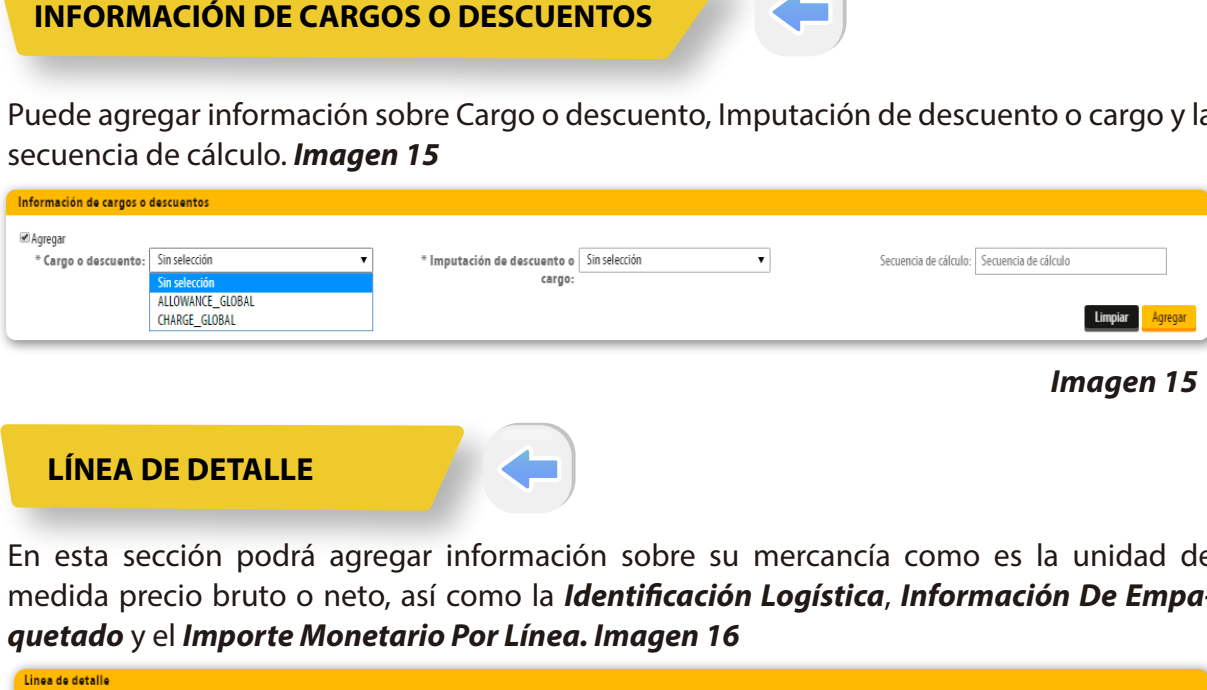 INFORMACIÓN DE CARGOS O DESCUENTOS
Puede agregar información sobre Cargo o descuento, Imputación de descuento o cargo y la
secuencia de cálculo. Imagen 15
Información de cargos o descuentos
Agregar
* Cargo o descuento: Sin selección * Imputación de descuento o cargo: Sin selección Secuencia de cálculo: Secuencia de cálculo
Sin selección
ALLOWANCE_GLOBAL
CHARGE_GLOBAL
Limpiar Agregar
Imagen 15
LÍNEA DE DETALLE
En esta sección podrá agregar información sobre su mercancía como es la unidad de
medida precio bruto o neto, así como la Identificación Logística, Información De Empa-
quetado y el Importe Monetario Por Línea. Imagen 16
Linea de detalle